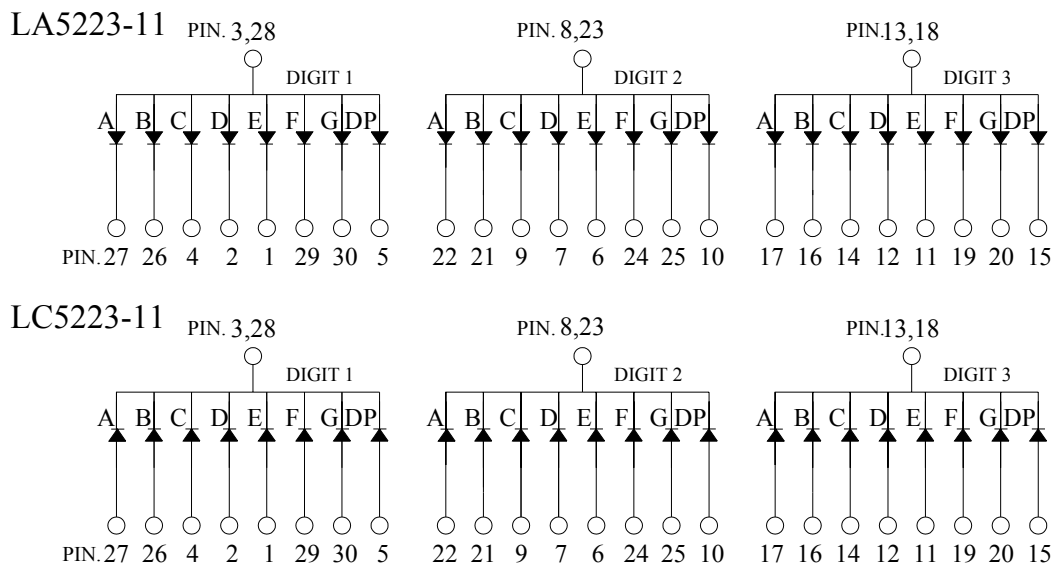 LA5223-11 PIN. 3,28 PIN. 8,23 PIN.13,18
DIGIT 1 DIGIT 2 DIGIT 3
A B C D E F G DP A B C D E F G DP A B C D E F G DP
PIN. 27 26 4 2 1 29 30 5 22 21 9 7 6 24 25 10 17 16 14 12 11 19 20 15
LC5223-11 PIN. 3,28 PIN. 8,23 PIN.13,18
DIGIT 1 DIGIT 2 DIGIT 3
A B C D E F G DP A B C D E F G DP A B C D E F G DP
PIN. 27 26 4 2 1 29 30 5 22 21 9 7 6 24 25 10 17 16 14 12 11 19 20 15